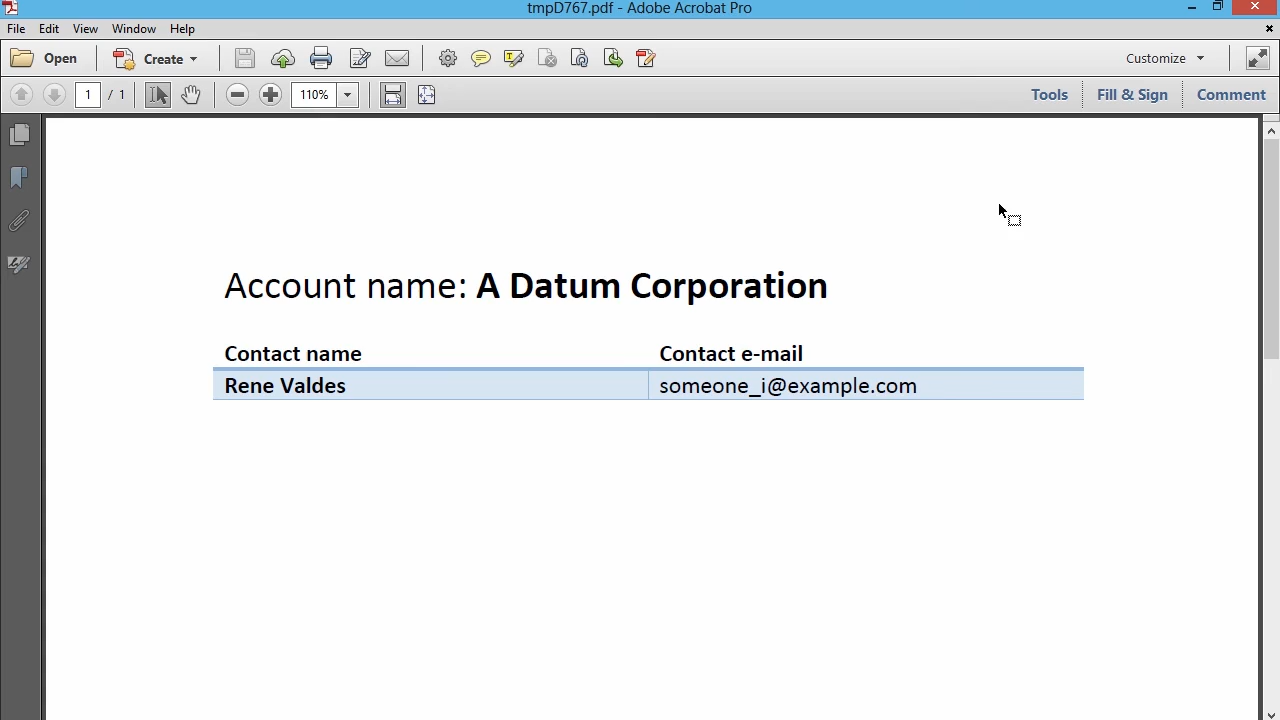 tmpD767.pdf - Adobe Acrobat Pro
File Edit View Window Help
Open Create Customize
1 / 1 110% Tools Fill & Sign Comment
Account name: A Datum Corporation
Contact name Contact e-mail
Rene Valdes someone_i@example.com